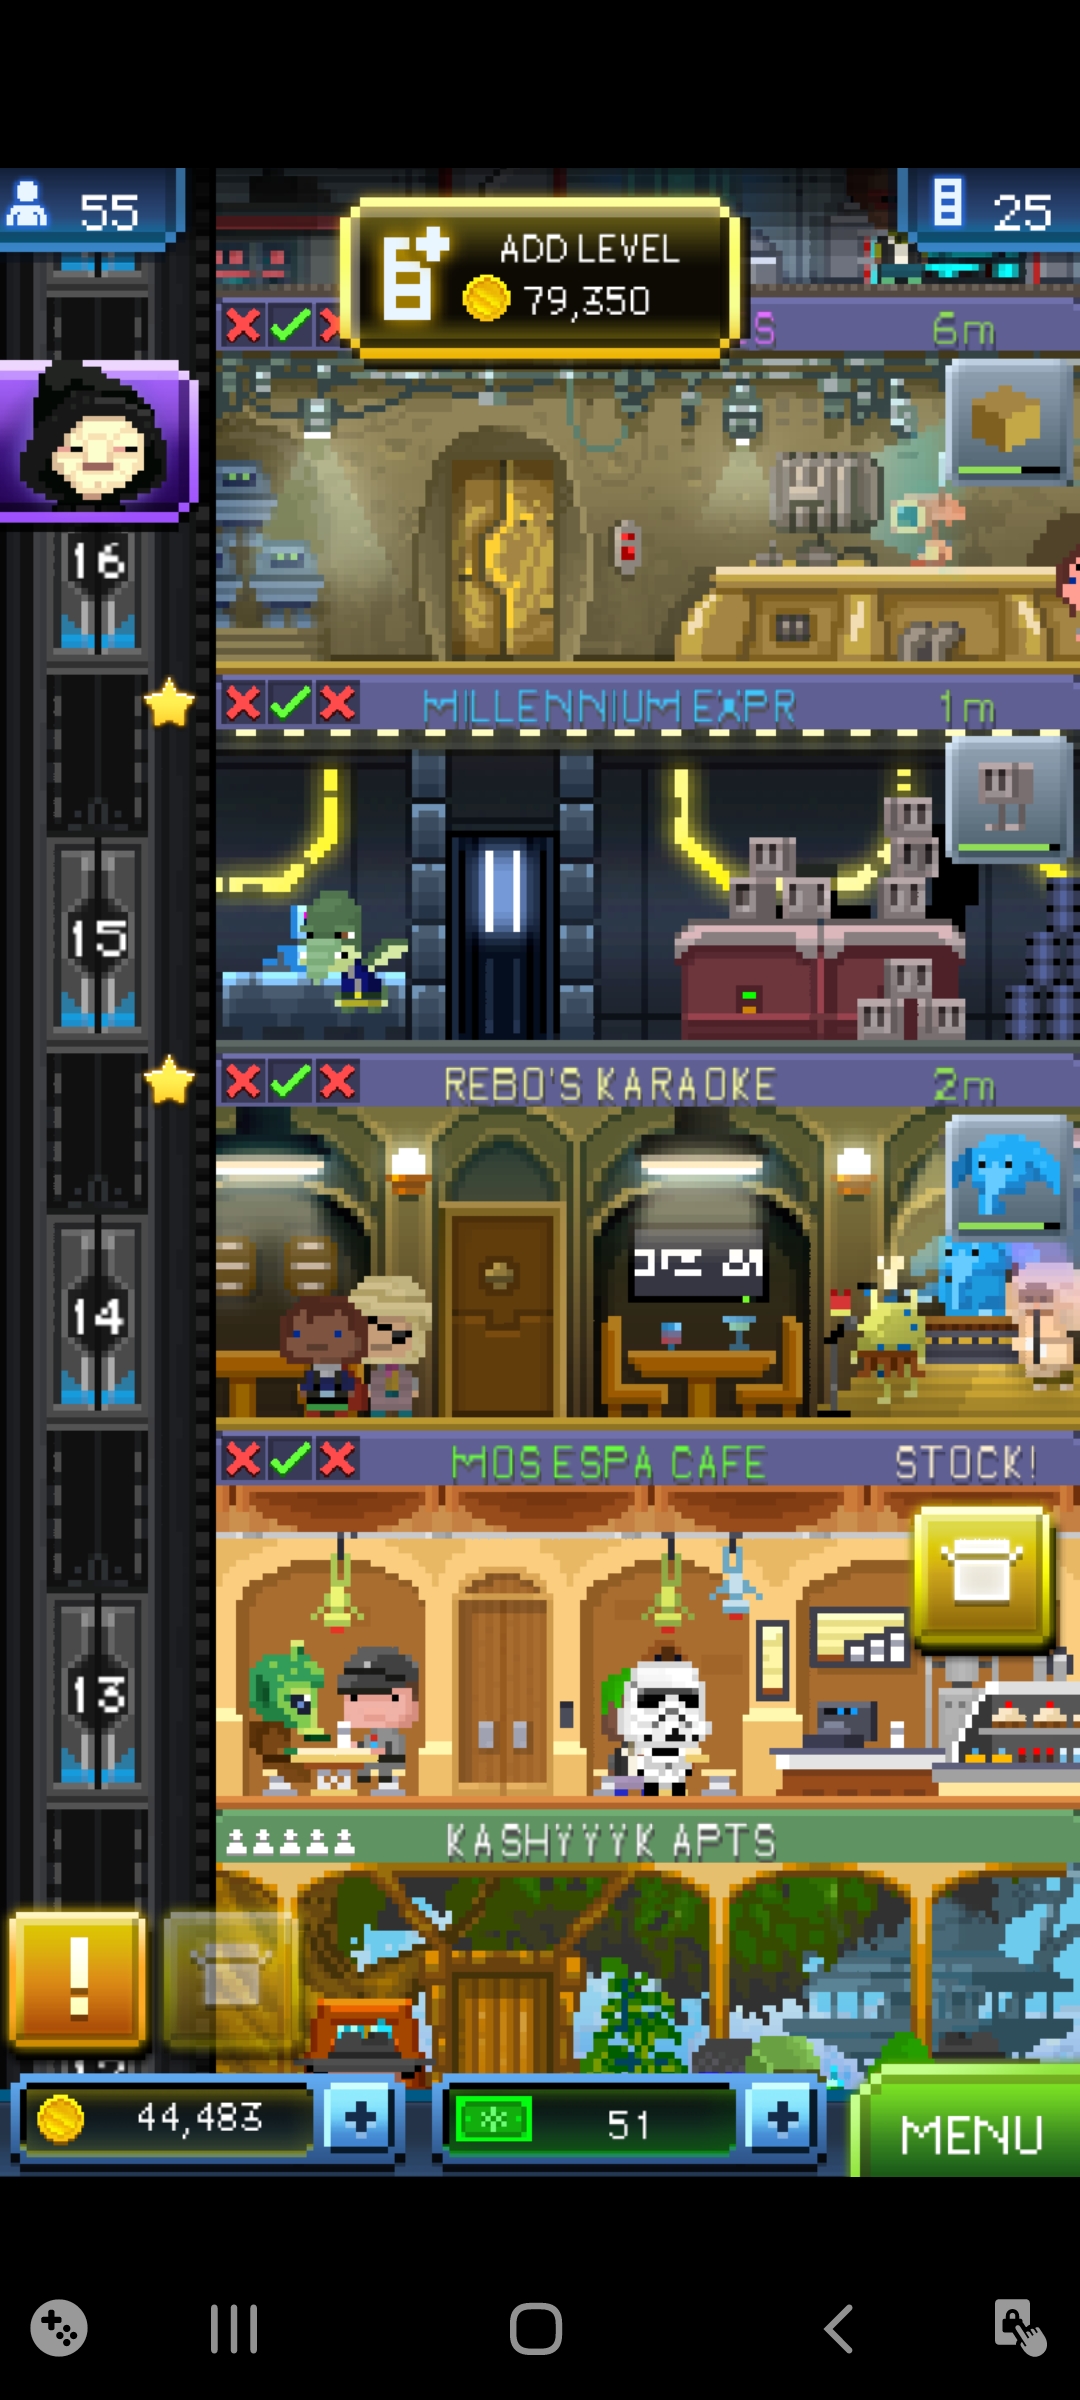 55
25
ADD LEVEL
79,350
S 6m
16
MILLENNIUM EXPR 1m
15
REBO'S KARAOKE 2m
14
MOS ESPA CAFE STOCK!
13
KASHYYYK APTS
!
44,483
51
MENU